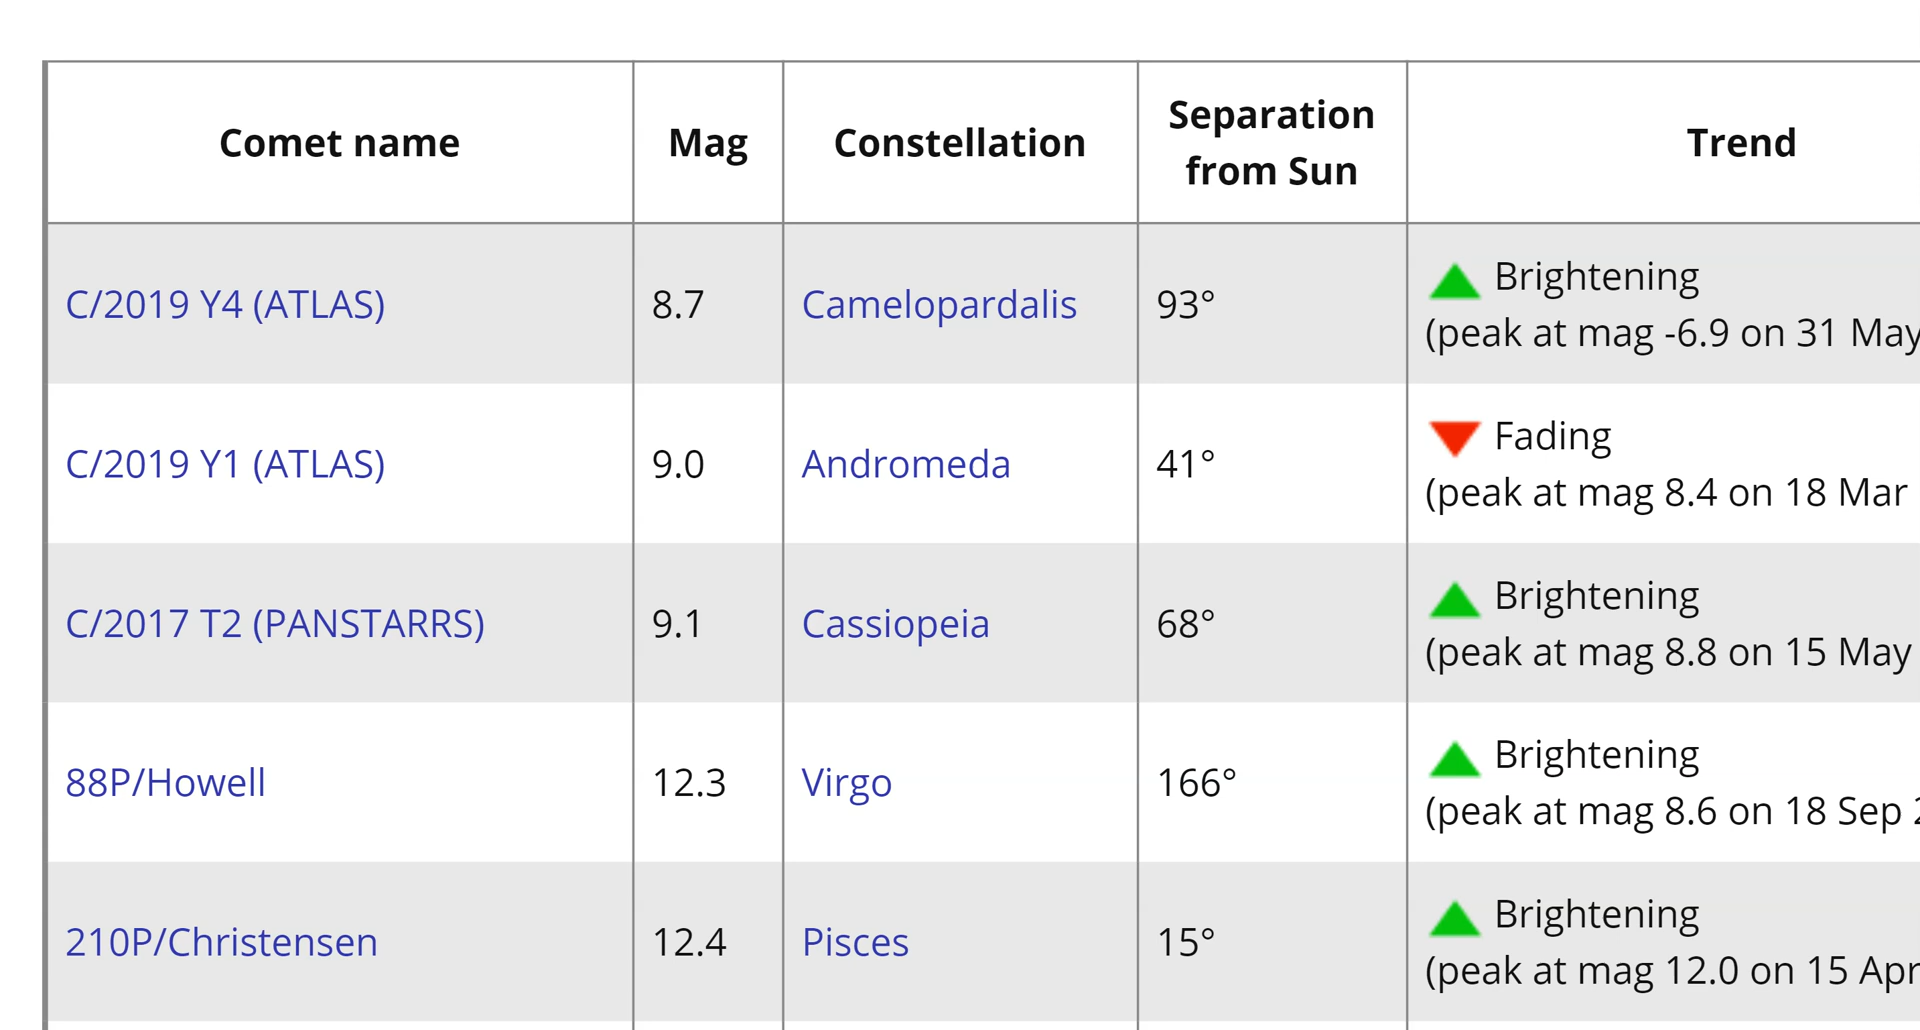 Comet name Mag Constellation Separation from Sun Trend
C/2019 Y4 (ATLAS) 8.7 Camelopardalis 93° Brightening
(peak at mag -6.9 on 31 May
C/2019 Y1 (ATLAS) 9.0 Andromeda 41° Fading
(peak at mag 8.4 on 18 Mar
C/2017 T2 (PANSTARRS) 9.1 Cassiopeia 68° Brightening
(peak at mag 8.8 on 15 May
88P/Howell 12.3 Virgo 166° Brightening
(peak at mag 8.6 on 18 Sep
210P/Christensen 12.4 Pisces 15° Brightening
(peak at mag 12.0 on 15 Apr